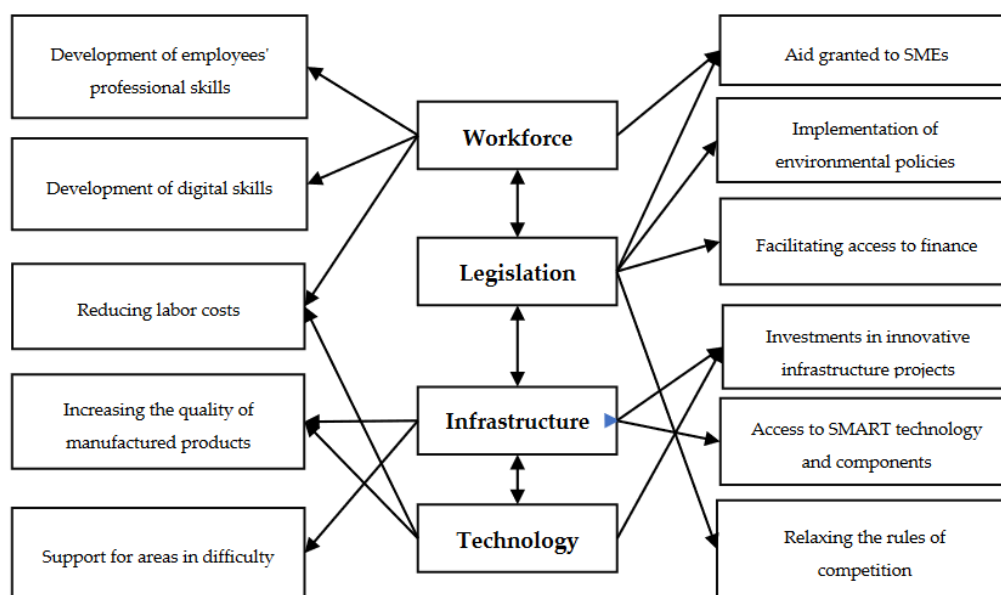 Development of employees'
professional skills
Development of digital skills
Reducing labor costs
Increasing the quality of
manufactured products
Support for areas in difficulty
Workforce
Legislation
Infrastructure
Technology
Aid granted to SMEs
Implementation of
environmental policies
Facilitating access to finance
Investments in innovative
infrastructure projects
Access to SMART technology
and components
Relaxing the rules of
competition